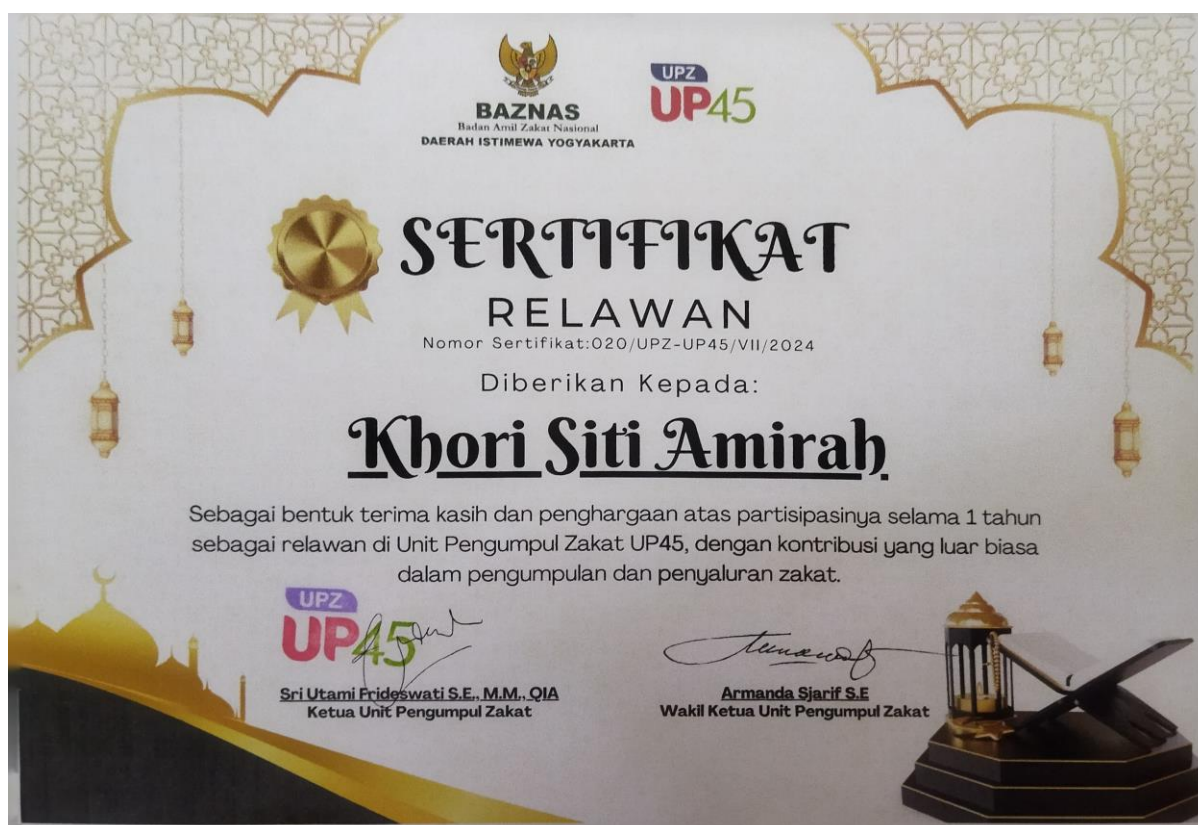 BAZNAS
Badan Amil Zakat Nasional
DAERAH ISTIMEWA YOGYAKARTA
UPZ
UP45
SERTIFIKAT
RELAWAN
Nomor Sertifikat:020/UPZ-UP45/VII/2024
Diberikan Kepada:
Khori Siti Amirah
Sebagai bentuk terima kasih dan penghargaan atas partisipasinya selama 1 tahun
sebagai relawan di Unit Pengumpul Zakat UP45, dengan kontribusi yang luar biasa
dalam pengumpulan dan penyaluran zakat.
UPZ
UP45
Sri Utami Frideswati S.E., M.M., QIA
Ketua Unit Pengumpul Zakat
Armanda Sjarif S.E
Wakil Ketua Unit Pengumpul Zakat